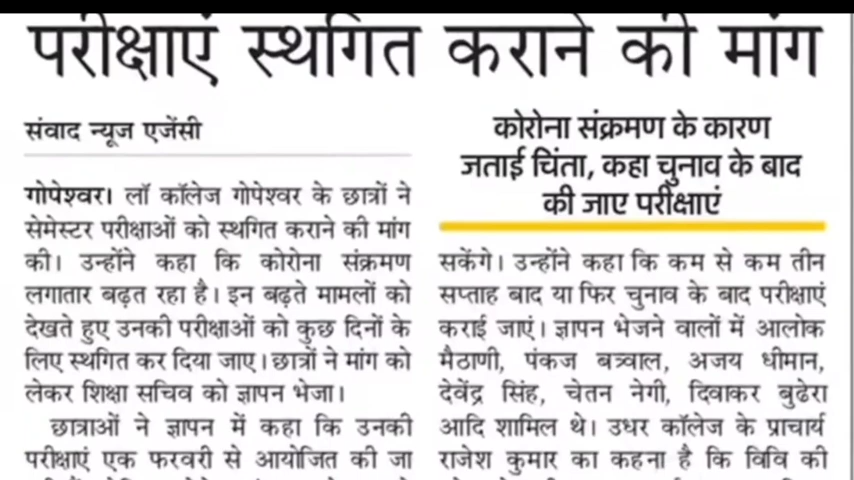 परीक्षाएं स्थगित कराने की मांग
संवाद न्यूज एजेंसी
गोपेश्वर। लॉ कॉलेज गोपेश्वर के छात्रों ने
सेमेस्टर परीक्षाओं को स्थगित कराने की मांग
की। उन्होंने कहा कि कोरोना संक्रमण
लगातार बढ़त रहा है। इन बढ़ते मामलों को
देखते हुए उनकी परीक्षाओं को कुछ दिनों के
लिए स्थगित कर दिया जाए। छात्रों ने मांग को
लेकर शिक्षा सचिव को ज्ञापन भेजा।
छात्राओं ने ज्ञापन में कहा कि उनकी
परीक्षाएं एक फरवरी से आयोजित की जा
कोरोना संक्रमण के कारण
जताई चिंता, कहा चुनाव के बाद
की जाए परीक्षाएं
सकेंगे। उन्होंने कहा कि कम से कम तीन
सप्ताह बाद या फिर चुनाव के बाद परीक्षाएं
कराई जाएं। ज्ञापन भेजने वालों में आलोक
मैठाणी, पंकज बत्र्वाल, अजय धीमान,
देवेंद्र सिंह, चेतन नेगी, दिवाकर बुढेरा
आदि शामिल थे। उधर कॉलेज के प्राचार्य
राजेश कुमार का कहना है कि विवि की